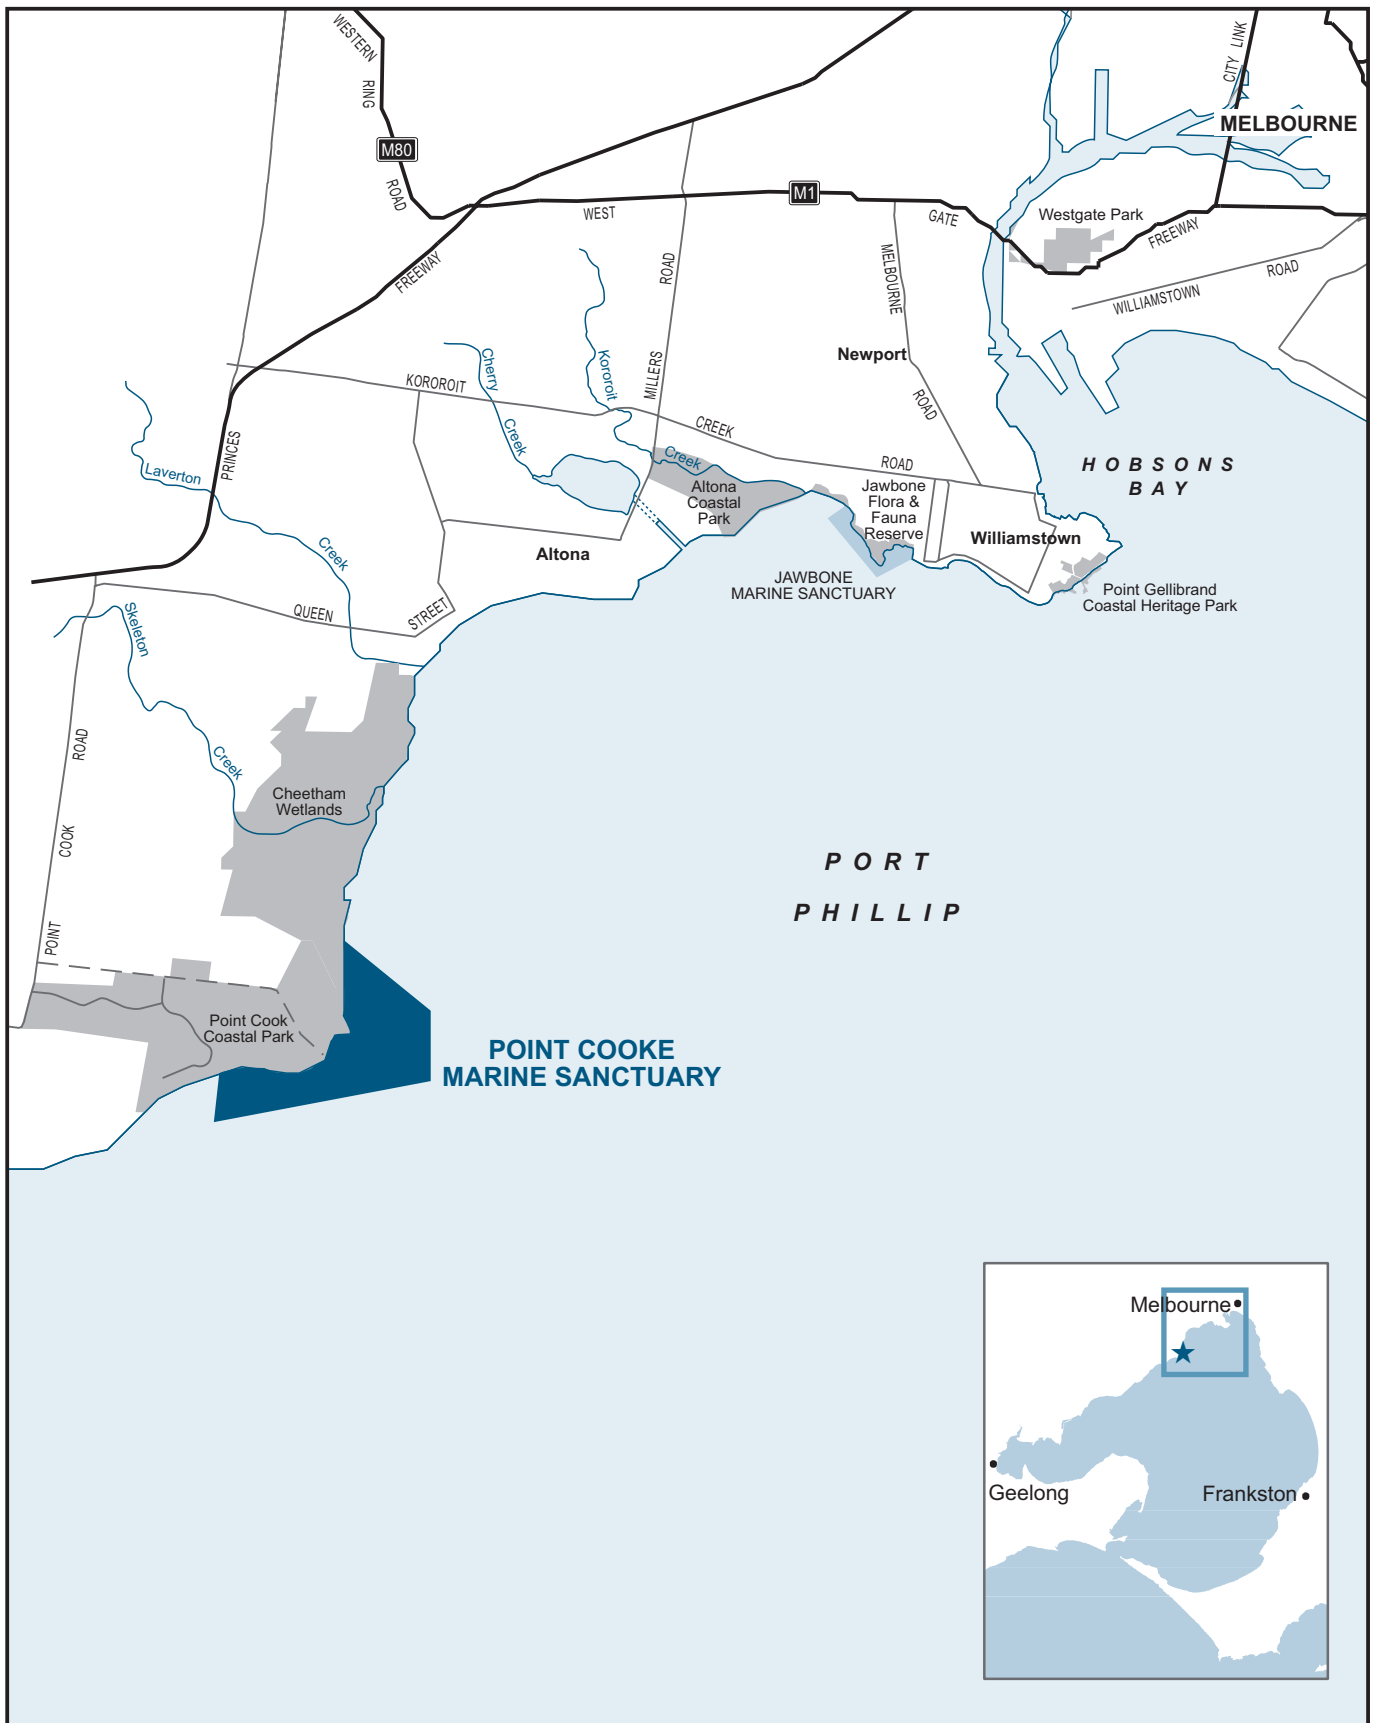 WESTERN
RING
ROAD
M80
CITY LINK
MELBOURNE
M1
WEST
GATE
FREEWAY
Westgate Park
WILLIAMSTOWN
ROAD
PRINCES
FREEWAY
MILLERS
ROAD
MELBOURNE
ROAD
Newport
KOROROIT
CREEK
ROAD
Cherry
Creek
Kororoit
Creek
Laverton
Creek
HOBSONS
BAY
Altona
Coastal
Park
Jawbone
Flora &
Fauna
Reserve
Williamstown
Altona
JAWBONE
MARINE SANCTUARY
Point Gellibrand
Coastal Heritage Park
QUEEN
STREET
Skeleton
Creek
POINT
COOK
ROAD
Cheetham
Wetlands
PORT
PHILLIP
Point Cook
Coastal Park
POINT COOKE
MARINE SANCTUARY
Melbourne
Geelong
Frankston